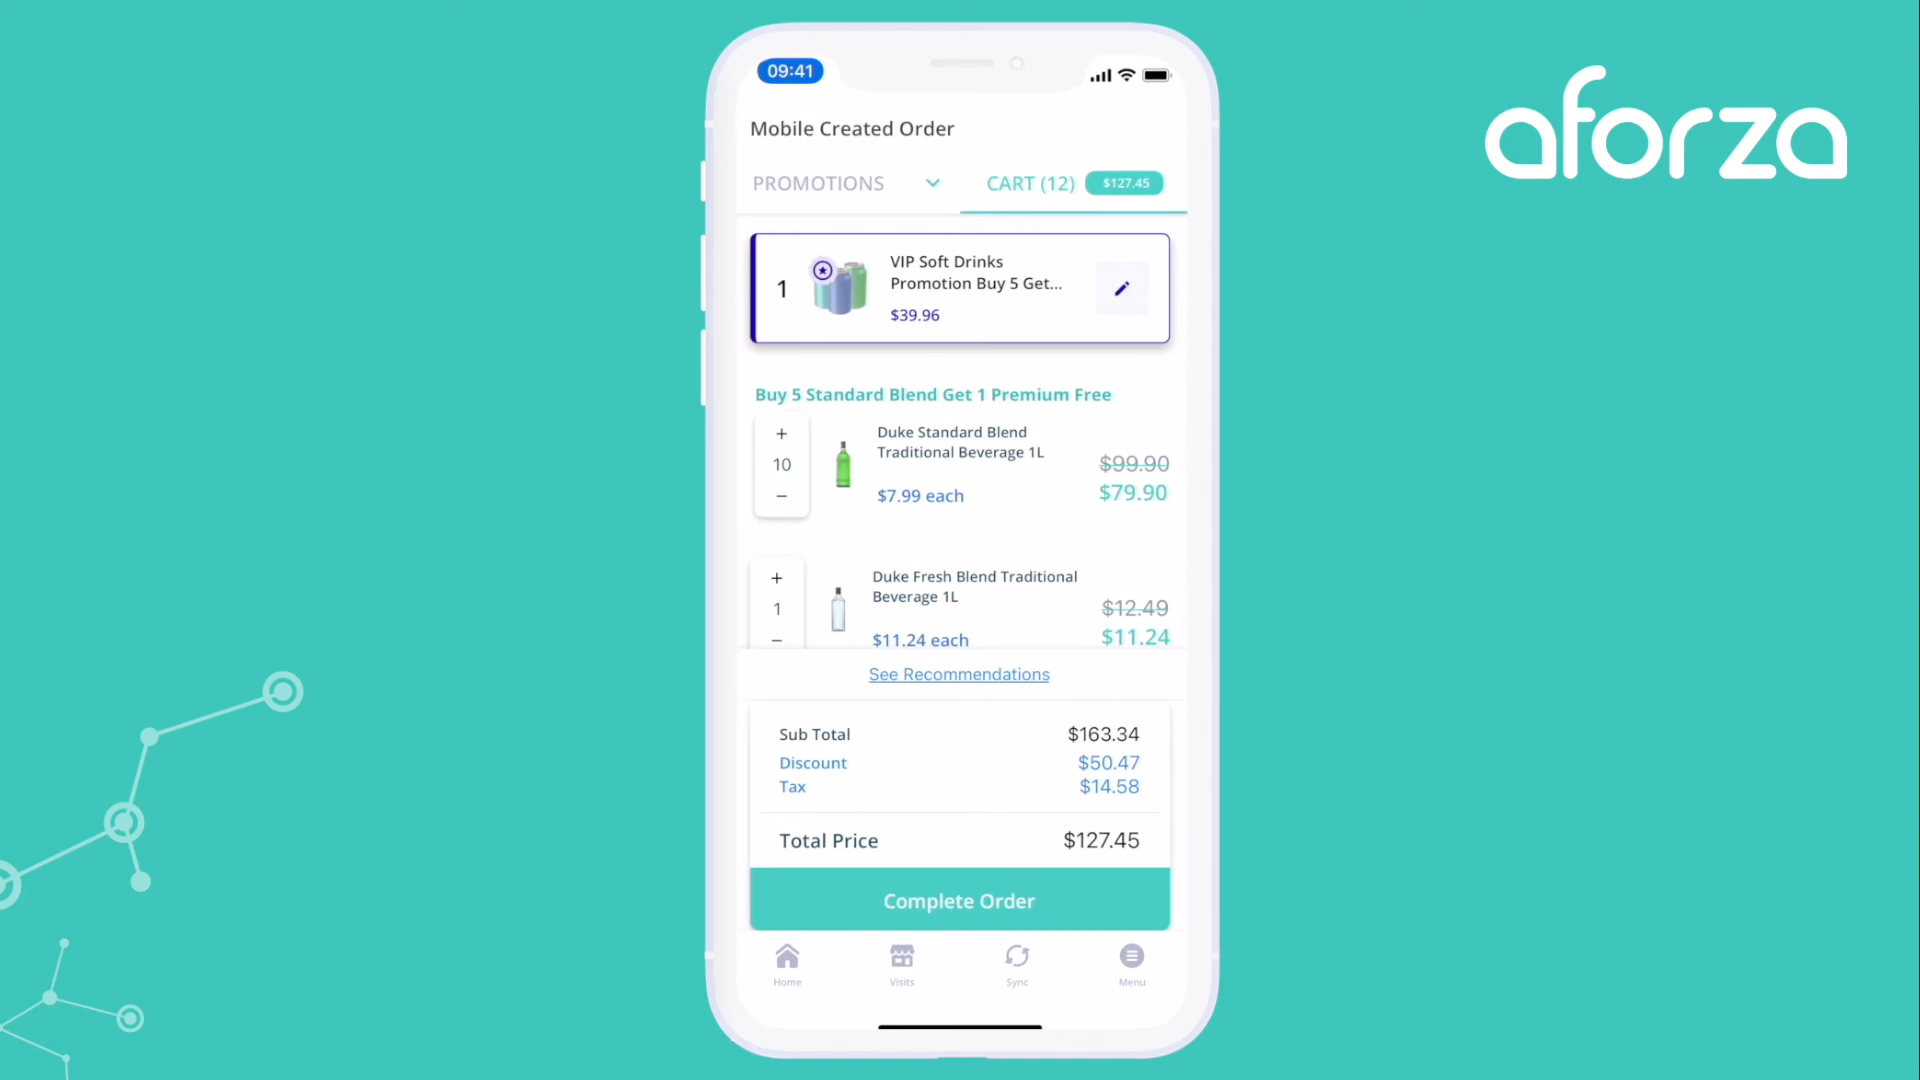 09:41
aforza
Mobile Created Order
PROMOTIONS
CART (12) $127.45
1
VIP Soft Drinks
Promotion Buy 5 Get...
$39.96
Buy 5 Standard Blend Get 1 Premium Free
+
10
−
Duke Standard Blend
Traditional Beverage 1L
$7.99 each
$99.90
$79.90
+
1
−
Duke Fresh Blend Traditional
Beverage 1L
$11.24 each
$12.49
$11.24
See Recommendations
Sub Total $163.34
Discount $50.47
Tax $14.58
Total Price $127.45
Complete Order
Home Visits Sync Menu